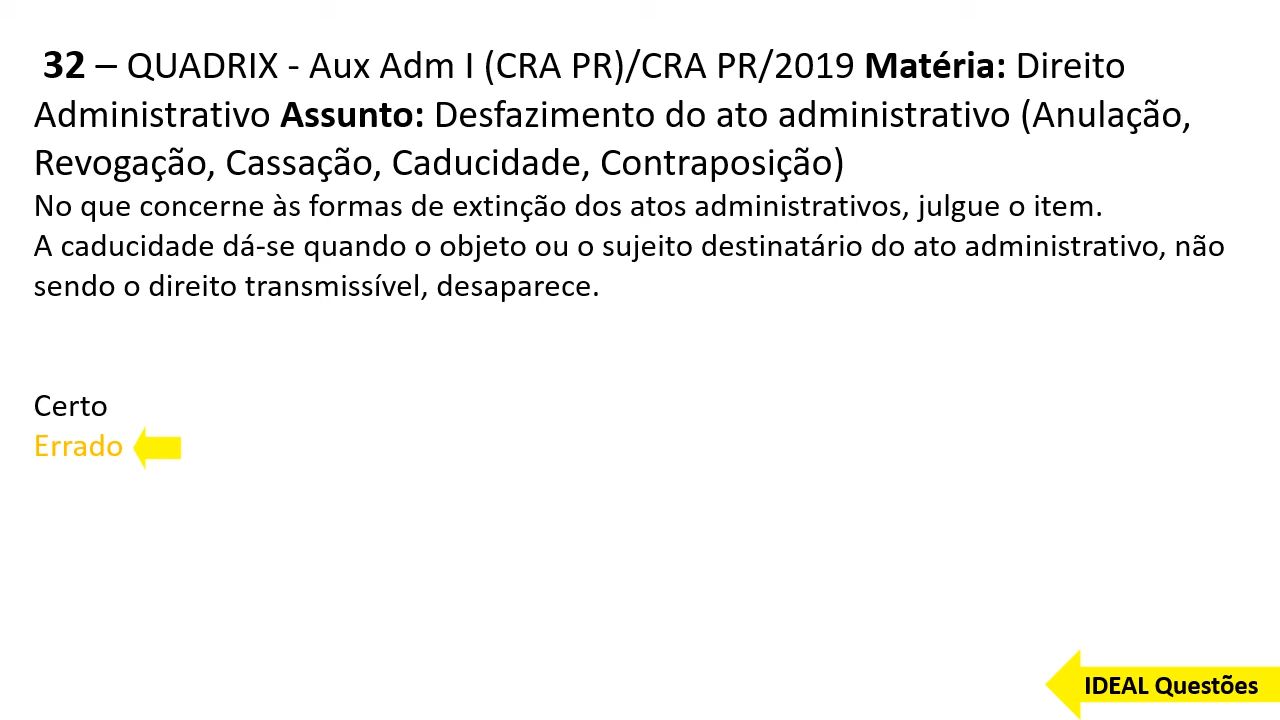 32 – QUADRIX - Aux Adm I (CRA PR)/CRA PR/2019 Matéria: Direito
Administrativo Assunto: Desfazimento do ato administrativo (Anulação,
Revogação, Cassação, Caducidade, Contraposição)
No que concerne às formas de extinção dos atos administrativos, julgue o item.
A caducidade dá-se quando o objeto ou o sujeito destinatário do ato administrativo, não
sendo o direito transmissível, desaparece.
Certo
Errado
IDEAL Questões